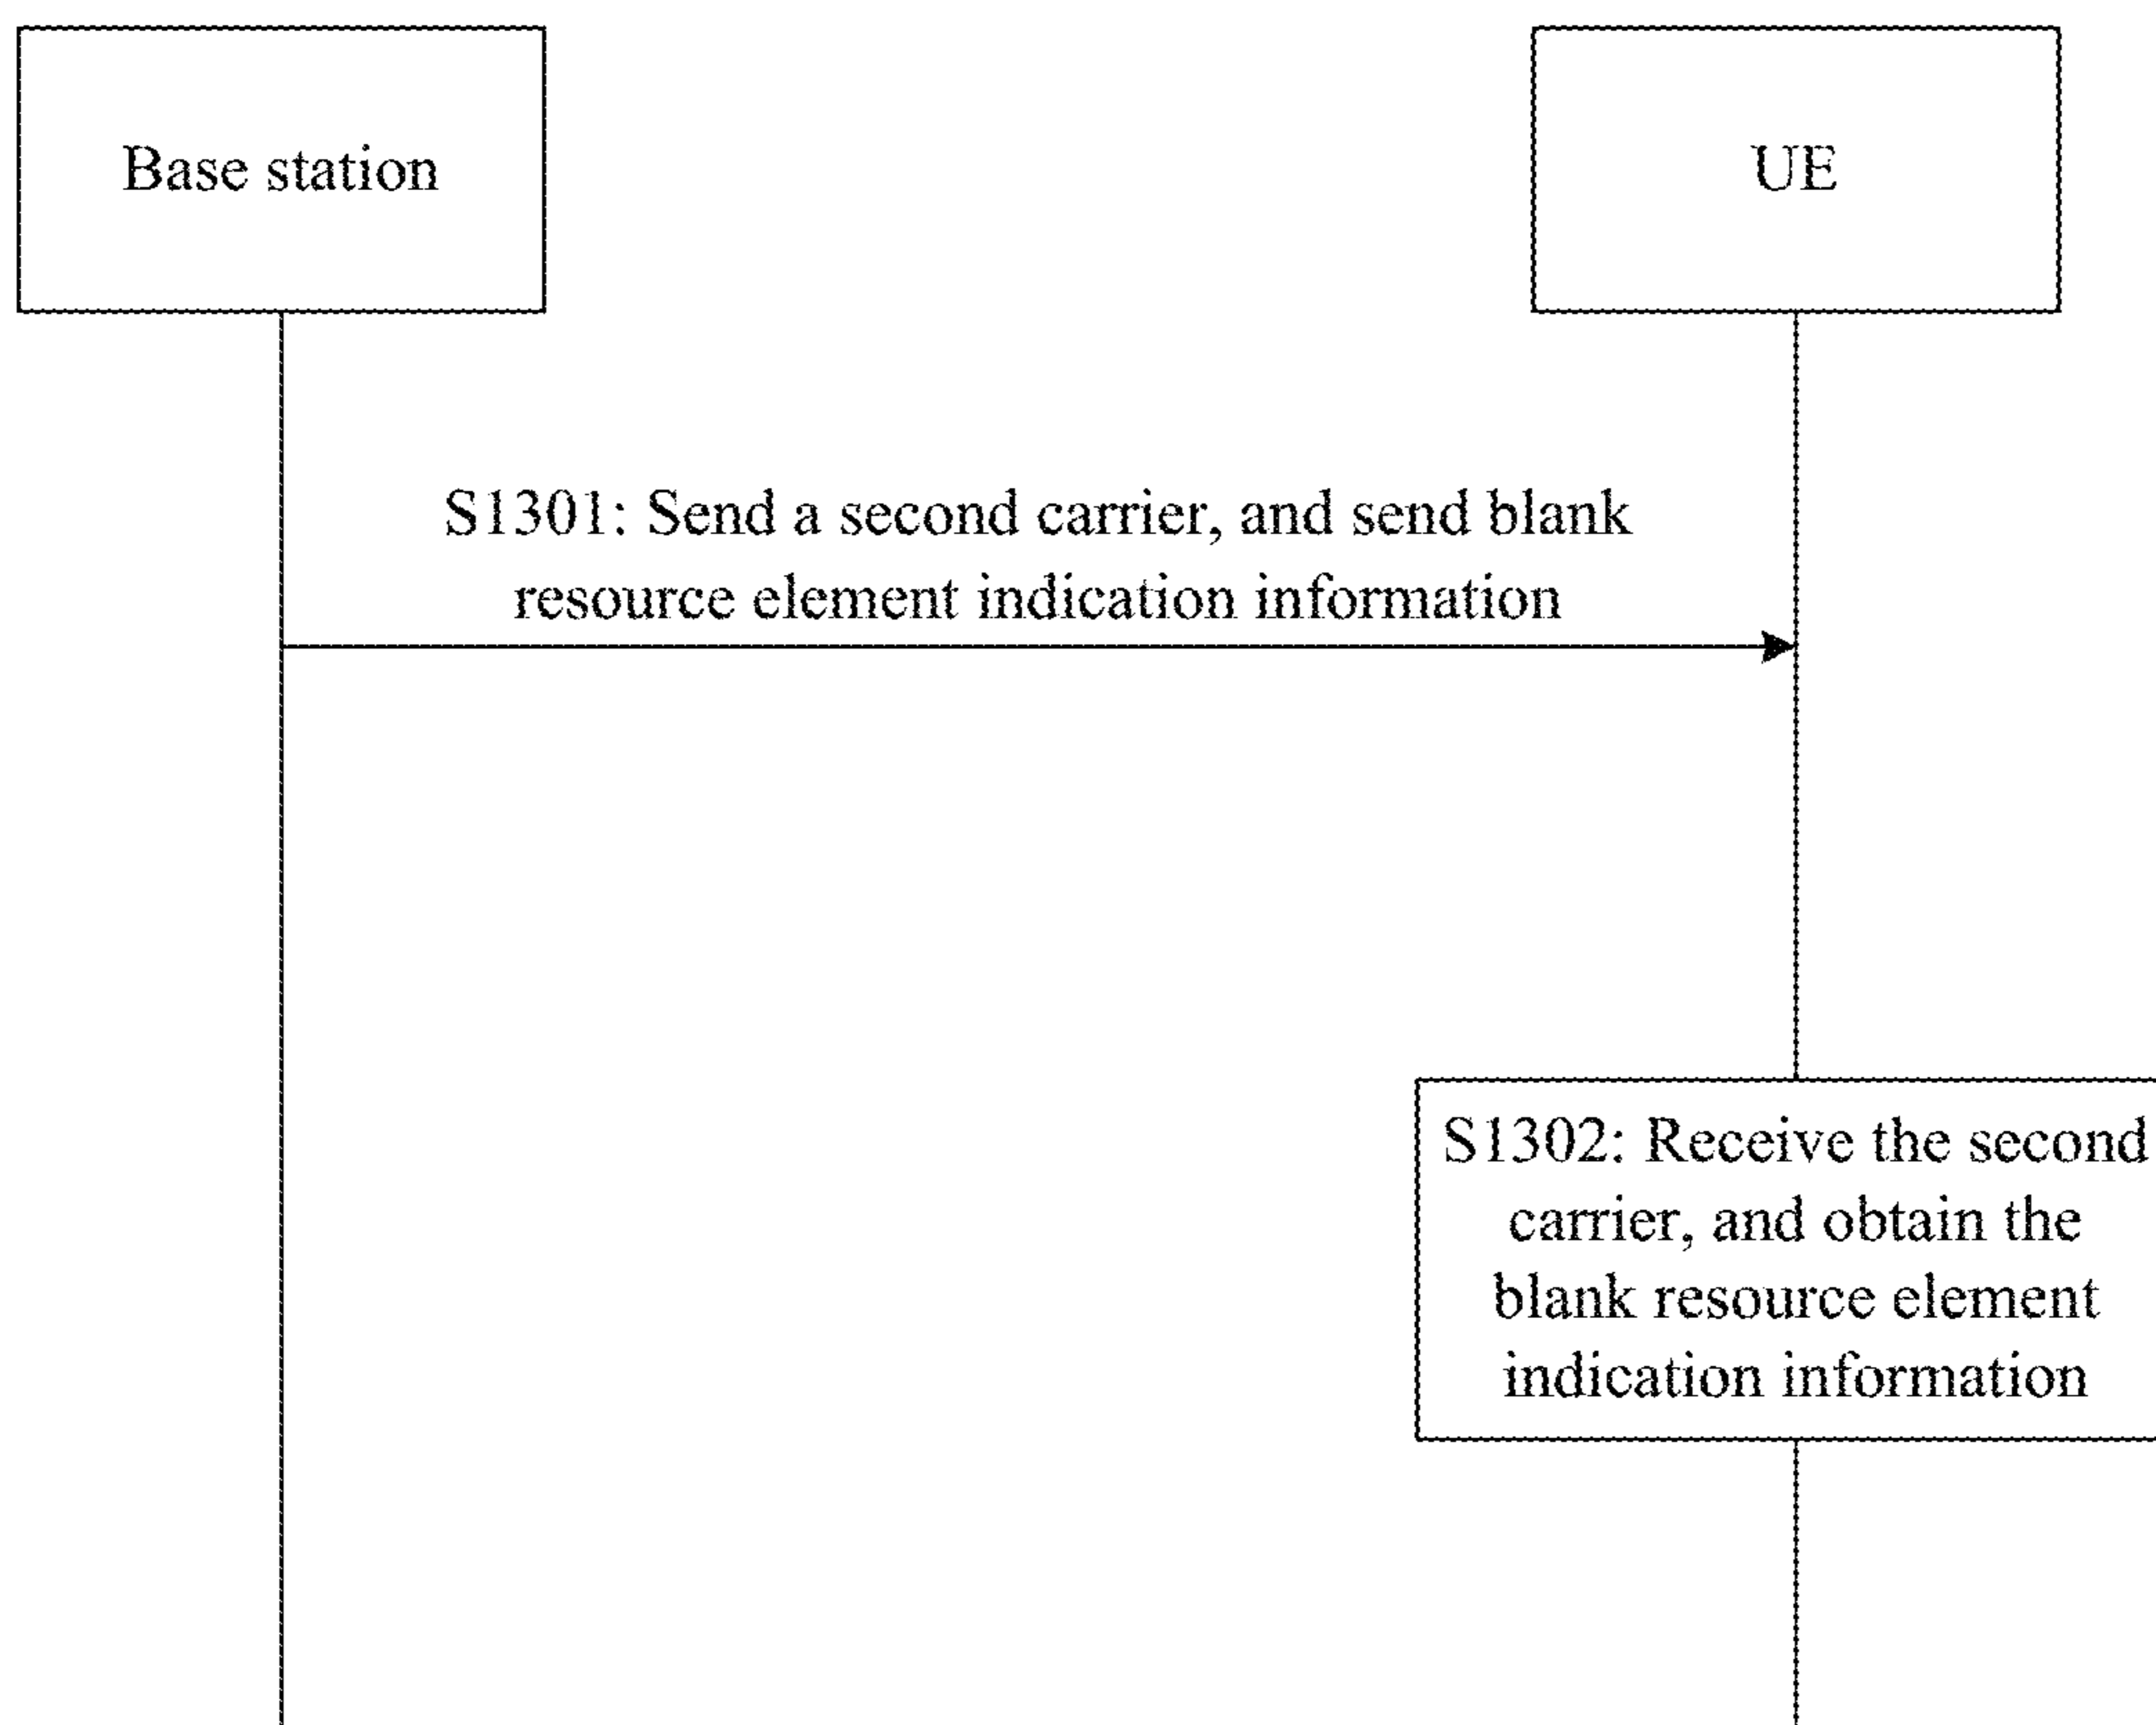 Base station
UE
S1301: Send a second carrier, and send blank
resource element indication information
S1302: Receive the second
carrier, and obtain the
blank resource element
indication information